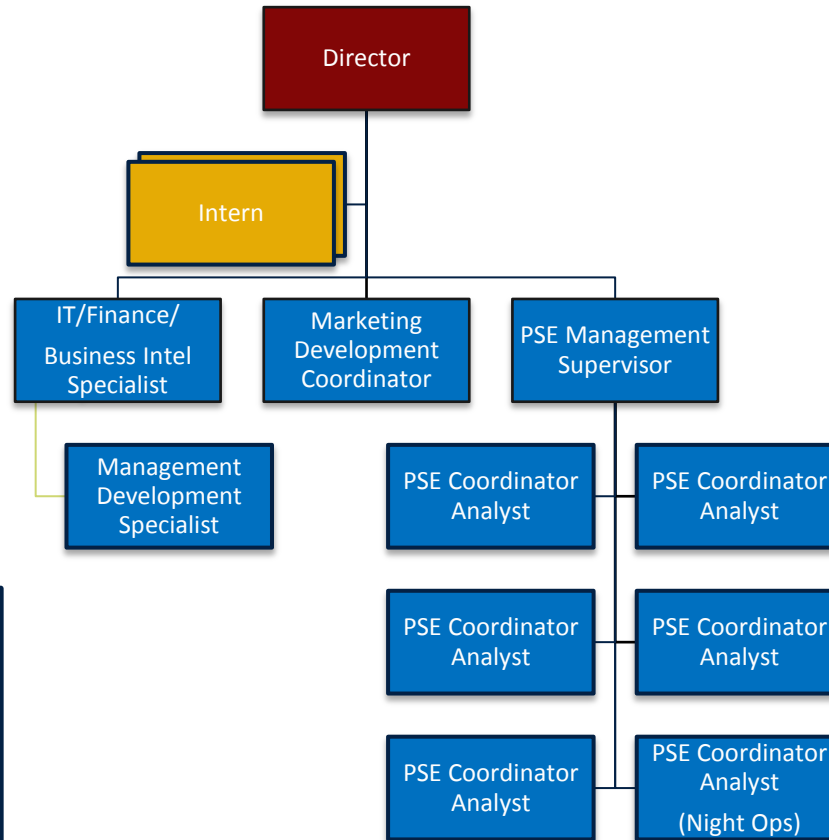 Director
Intern
IT/Finance/
Business Intel
Specialist
Marketing
Development
Coordinator
PSE Management
Supervisor
Management
Development
Specialist
PSE Coordinator
Analyst
PSE Coordinator
Analyst
PSE Coordinator
Analyst
PSE Coordinator
Analyst
PSE Coordinator
Analyst
PSE Coordinator
Analyst
(Night Ops)